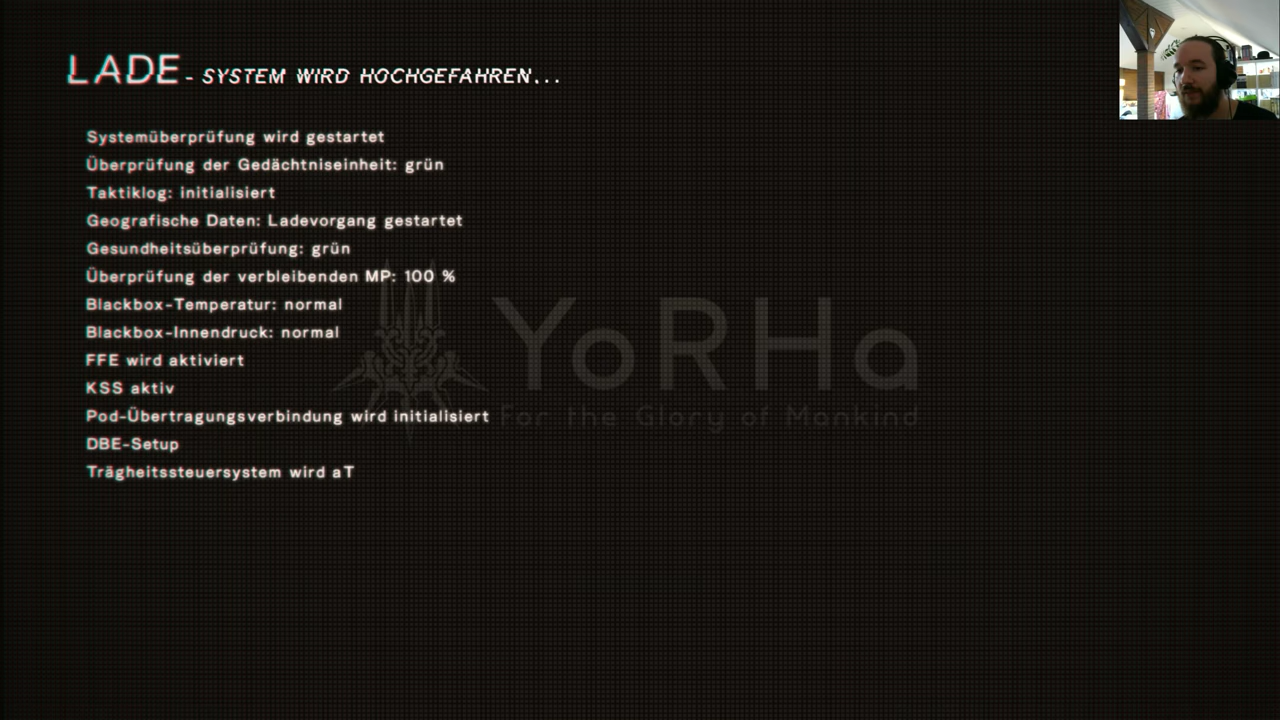 LADE - SYSTEM WIRD HOCHGEFAHREN...
Systemüberprüfung wird gestartet
Überprüfung der Gedächtniseinheit: grün
Taktiklog: initialisiert
Geografische Daten: Ladevorgang gestartet
Gesundheitsüberprüfung: grün
Überprüfung der verbleibenden MP: 100 %
Blackbox-Temperatur: normal
Blackbox-Innendruck: normal
FFE wird aktiviert
KSS aktiv
Pod-Übertragungsverbindung wird initialisiert
DBE-Setup
Trägheitssteuersystem wird aT
YoRHa
For the Glory of Mankind